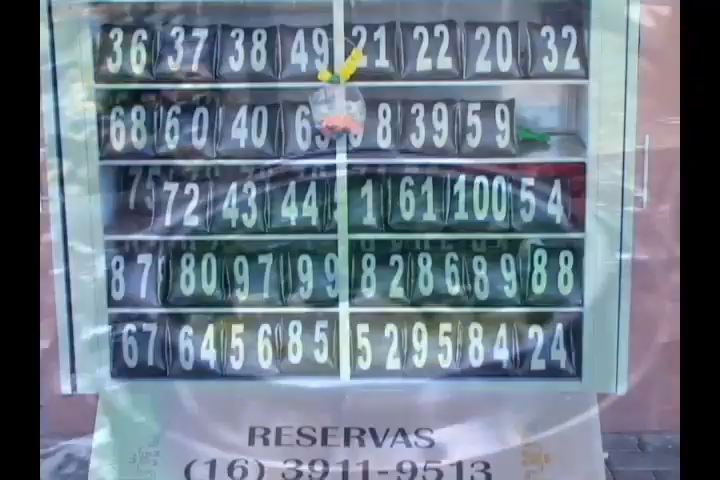 36 37 38 49 21 22 20 32
68 60 40 8 39 59
72 43 44 1 61 100 54
87 80 97 99 82 86 89 88
67 64 56 85 52 95 84 24
RESERVAS
(16) 3911-9513